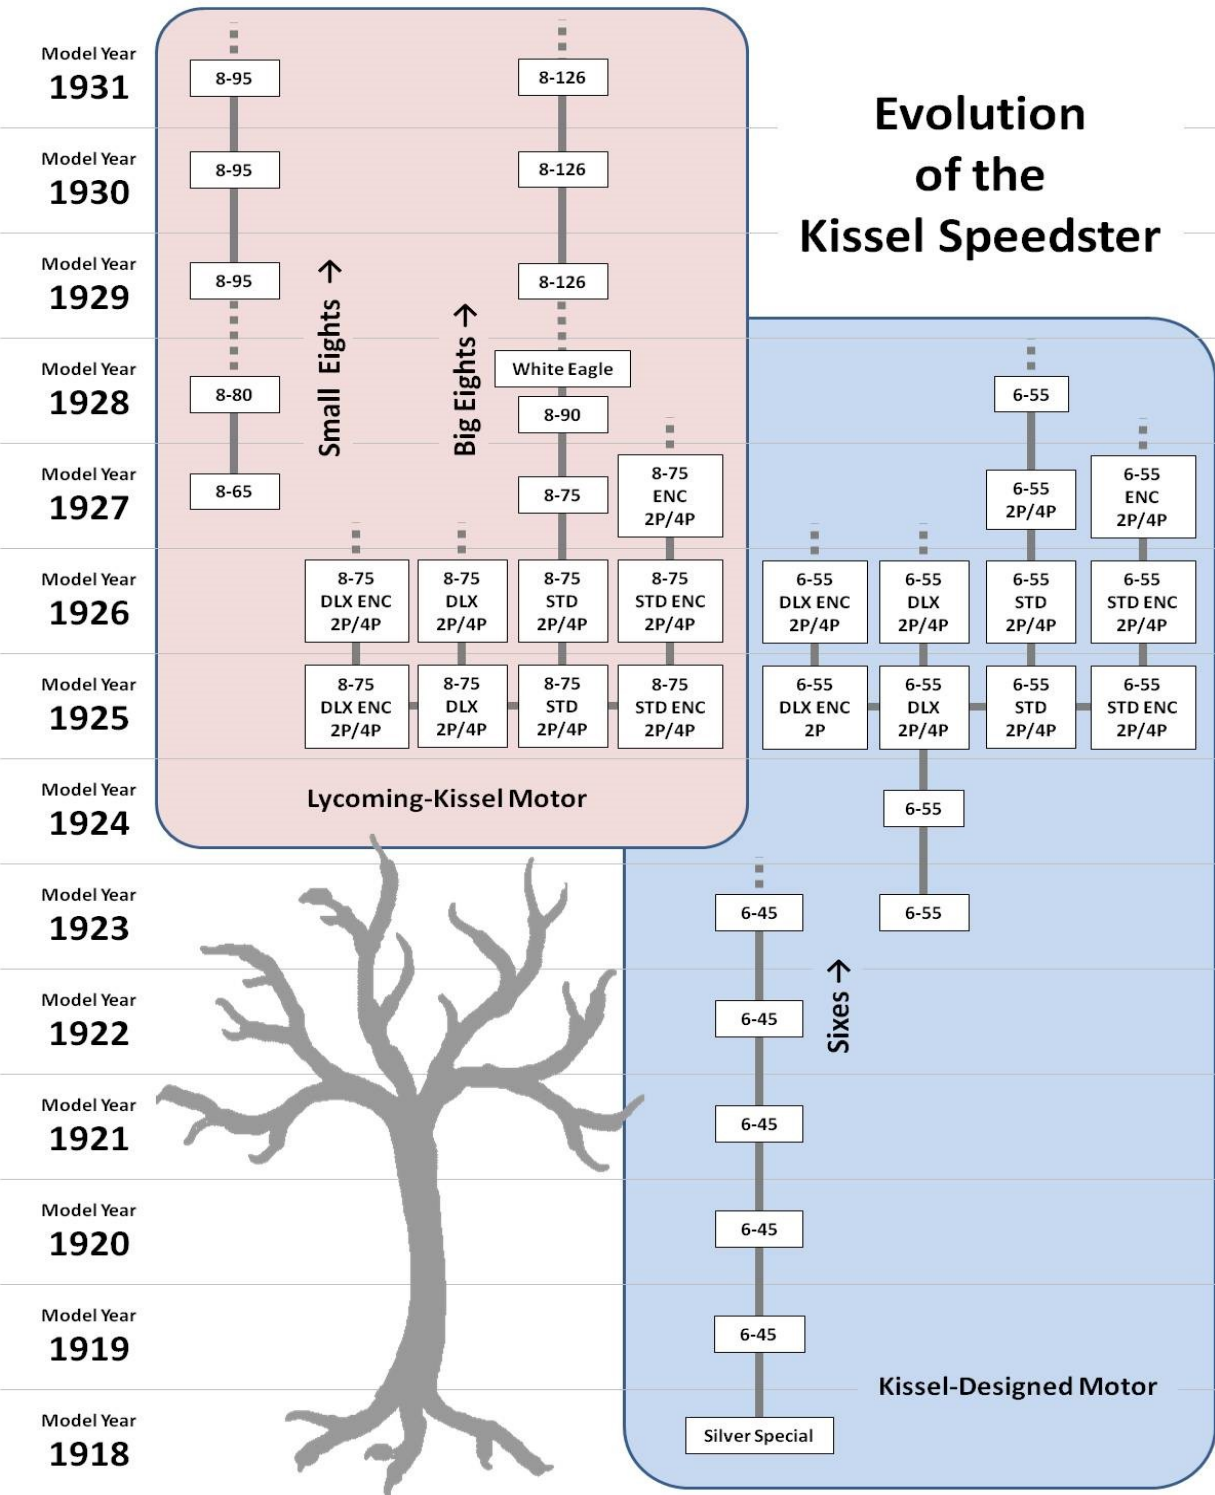 Evolution
of the
Kissel Speedster
Model Year
1931
8-95
8-126
Model Year
1930
8-95
8-126
Model Year
1929
8-95
8-126
Small Eights →
Big Eights →
Model Year
1928
White Eagle
8-80
8-90
6-55
Model Year
1927
8-65
8-75
8-75
ENC
2P/4P
6-55
2P/4P
6-55
ENC
2P/4P
Model Year
1926
8-75
DLX ENC
2P/4P
8-75
DLX
2P/4P
8-75
STD
2P/4P
8-75
STD ENC
2P/4P
6-55
DLX ENC
2P/4P
6-55
DLX
2P/4P
6-55
STD
2P/4P
6-55
STD ENC
2P/4P
Model Year
1925
8-75
DLX ENC
2P/4P
8-75
DLX
2P/4P
8-75
STD
2P/4P
8-75
STD ENC
2P/4P
6-55
DLX ENC
2P
6-55
DLX
2P/4P
6-55
STD
2P/4P
6-55
STD ENC
2P/4P
Model Year
1924
Lycoming-Kissel Motor
6-55
Model Year
1923
6-45
6-55
Model Year
1922
6-45
Sixes →
Model Year
1921
6-45
Model Year
1920
6-45
Model Year
1919
6-45
Kissel-Designed Motor
Model Year
1918
Silver Special